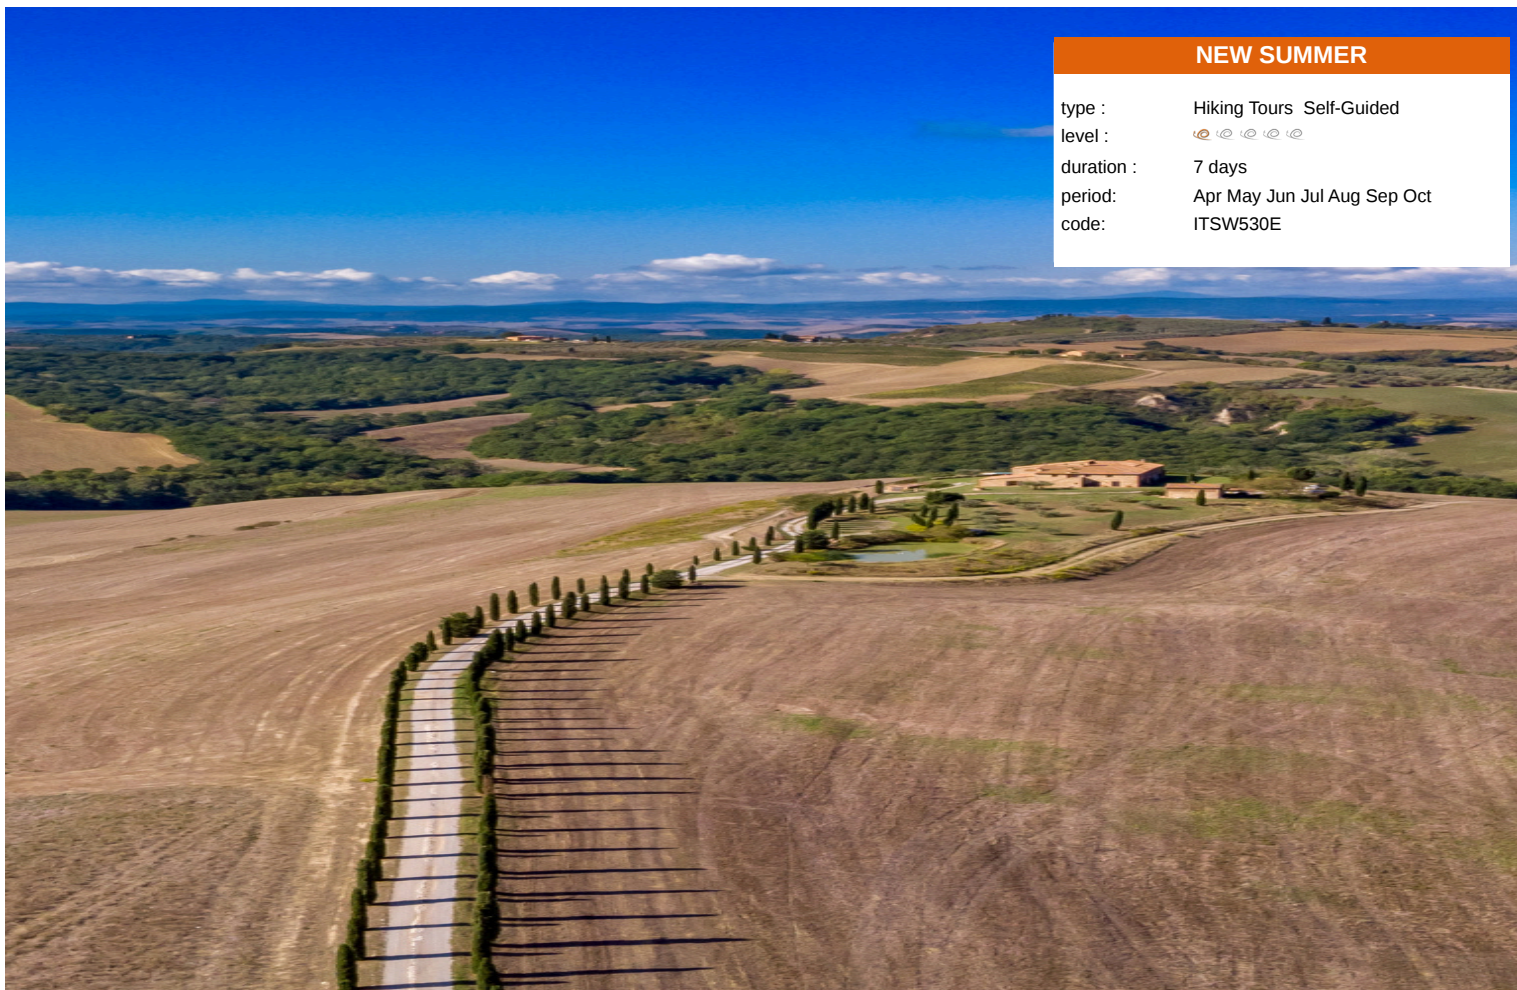 NEW SUMMER
type : Hiking Tours  Self-Guided
level :
duration : 7 days
period: Apr May Jun Jul Aug Sep Oct
code: ITSW530E